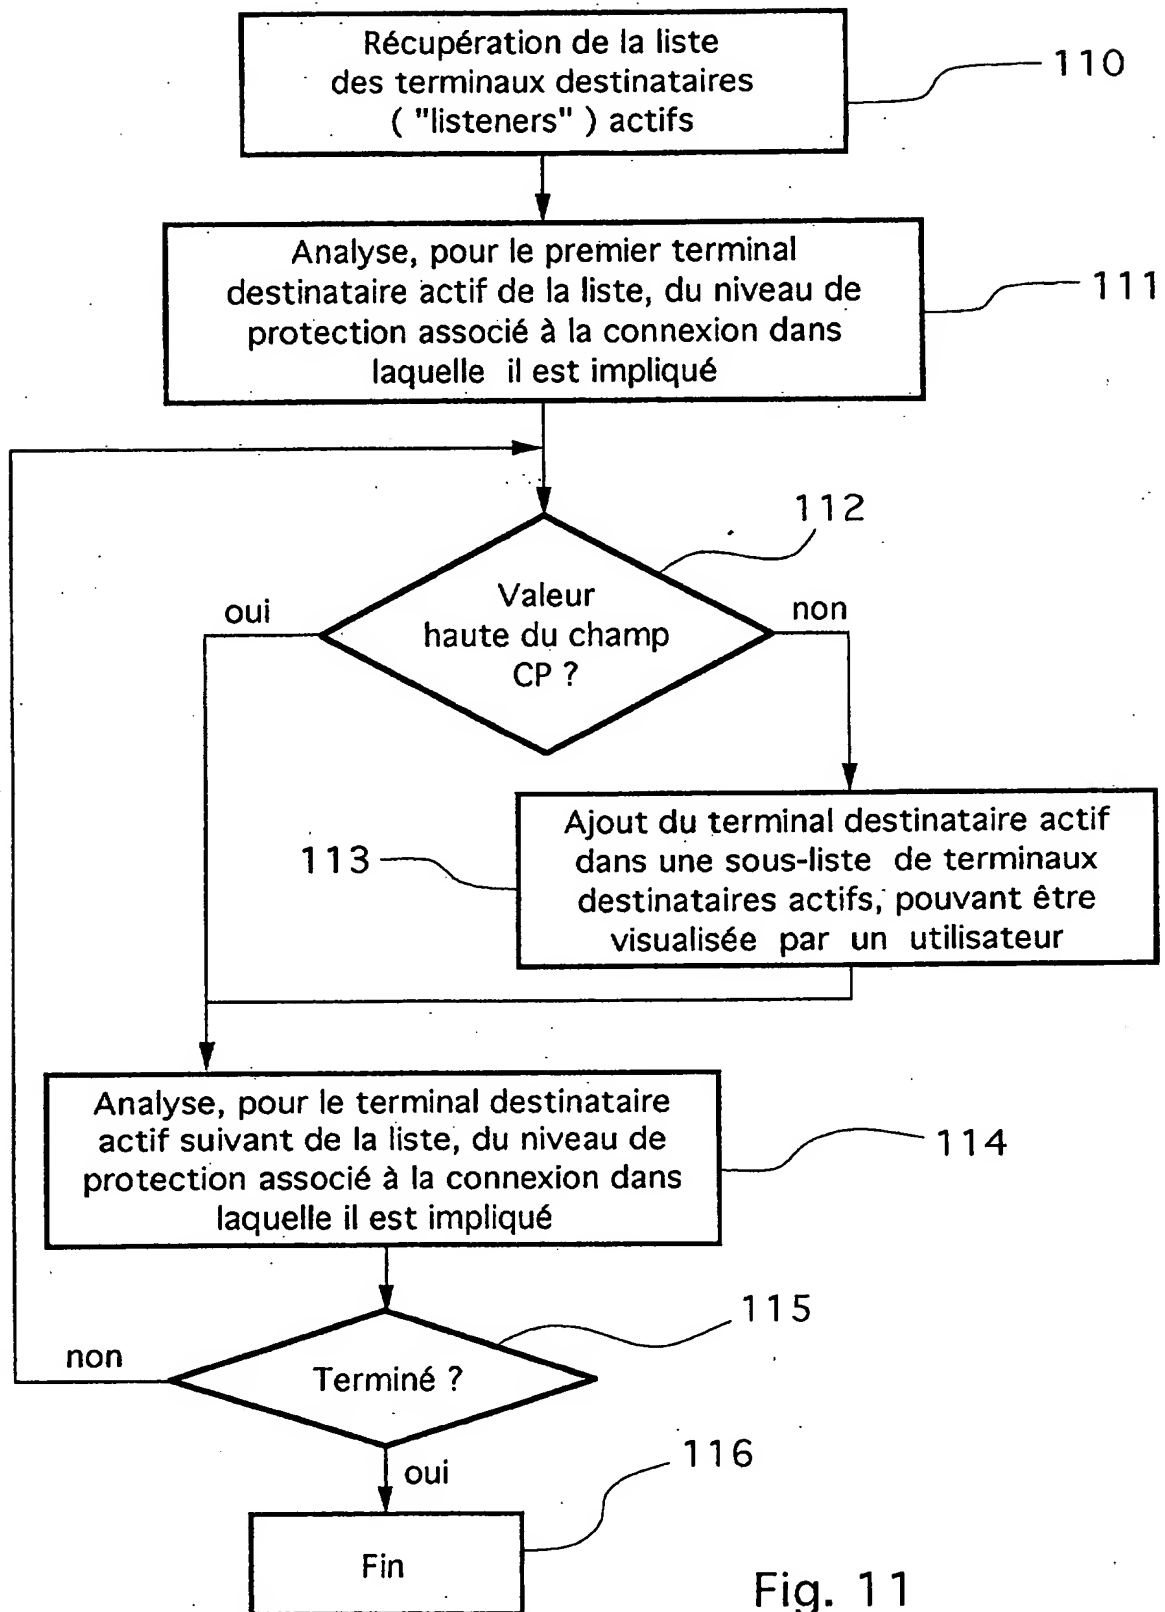 Récupération de la liste
des terminaux destinataires
( "listeners" ) actifs
110
Analyse, pour le premier terminal
destinataire actif de la liste, du niveau de
protection associé à la connexion dans
laquelle il est impliqué
111
112
Valeur
haute du champ
CP ?
oui
non
113
Ajout du terminal destinataire actif
dans une sous-liste de terminaux
destinataires actifs, pouvant être
visualisée par un utilisateur
Analyse, pour le terminal destinataire
actif suivant de la liste, du niveau de
protection associé à la connexion dans
laquelle il est impliqué
114
115
non
Terminé ?
oui
116
Fin
Fig. 11